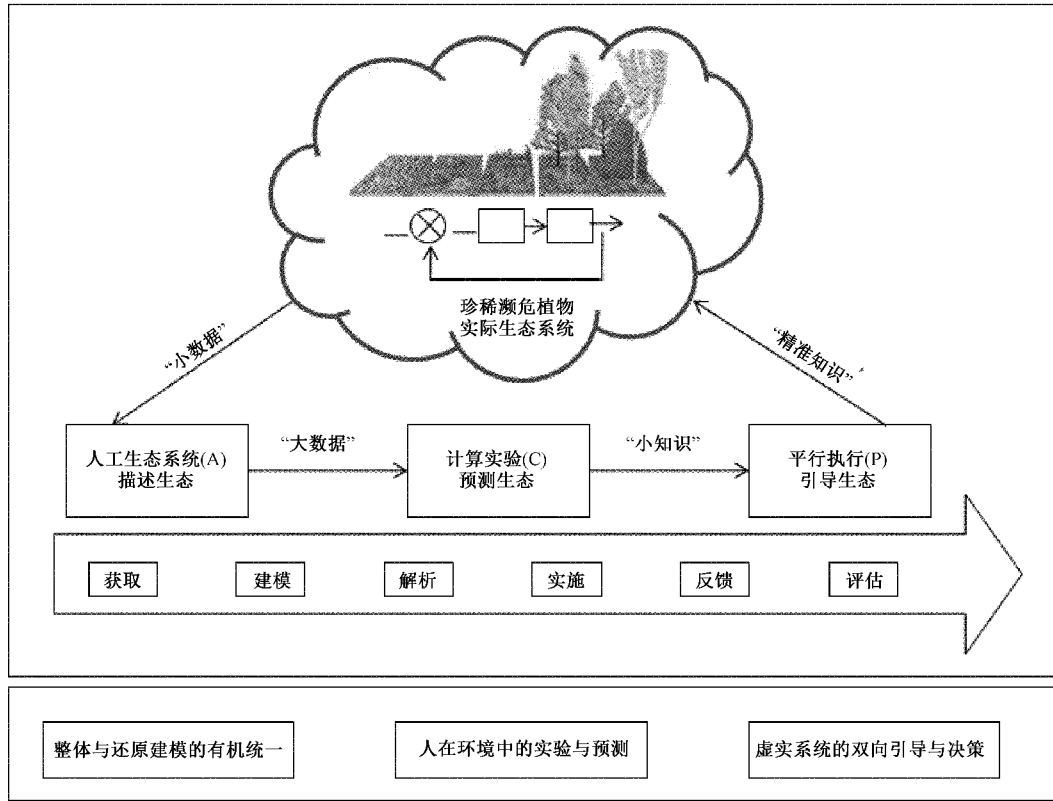 珍稀濒危植物
实际生态系统
“小数据”
“精准知识”
人工生态系统(A)
描述生态
“大数据”
计算实验(C)
预测生态
“小知识”
平行执行(P)
引导生态
获取
建模
解析
实施
反馈
评估
整体与还原建模的有机统一
人在环境中的实验与预测
虚实系统的双向引导与决策